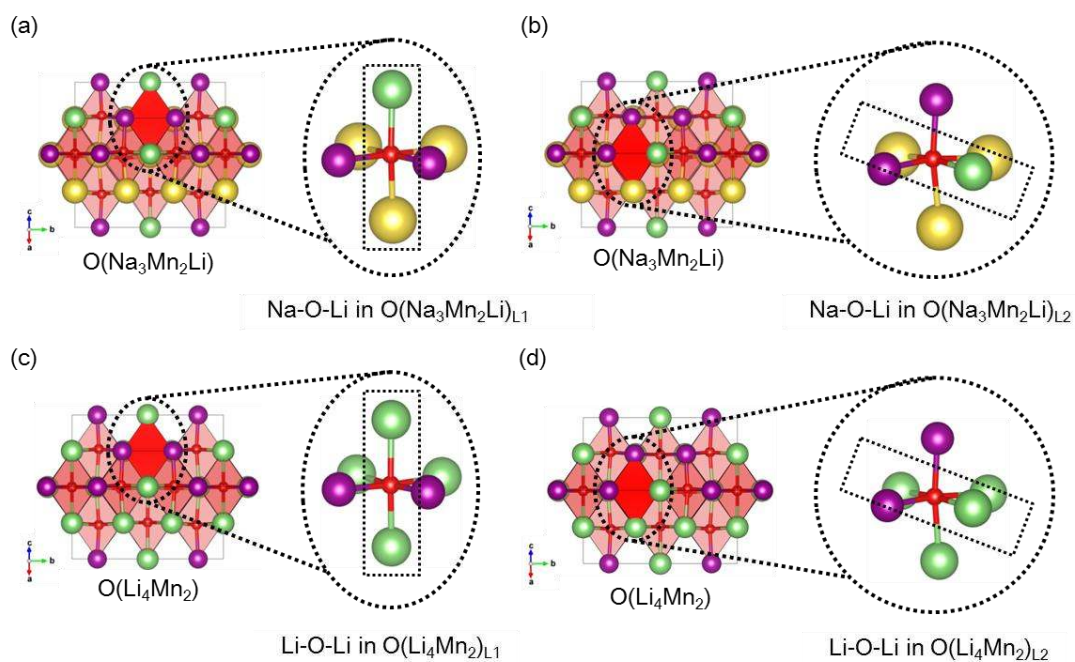 (a)
(b)
c
b
a
O(Na₃Mn₂Li)
Na-O-Li in O(Na₃Mn₂Li)L1
c
b
a
O(Na₃Mn₂Li)
Na-O-Li in O(Na₃Mn₂Li)L2
(c)
(d)
c
b
a
O(Li₄Mn₂)
Li-O-Li in O(Li₄Mn₂)L1
c
b
a
O(Li₄Mn₂)
Li-O-Li in O(Li₄Mn₂)L2